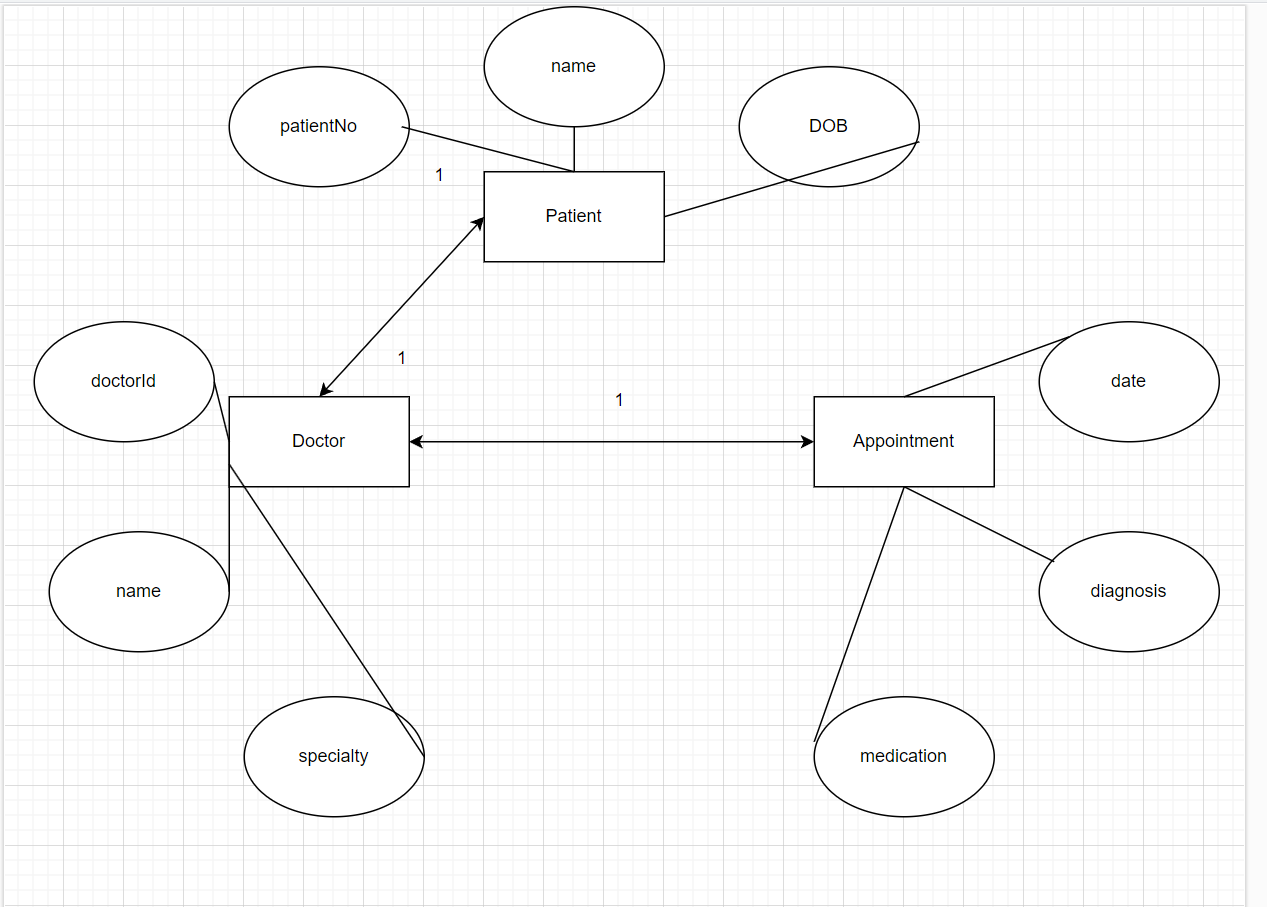 name
patientNo
DOB
1
Patient
1
doctorId
date
1
Doctor
Appointment
name
diagnosis
specialty
medication